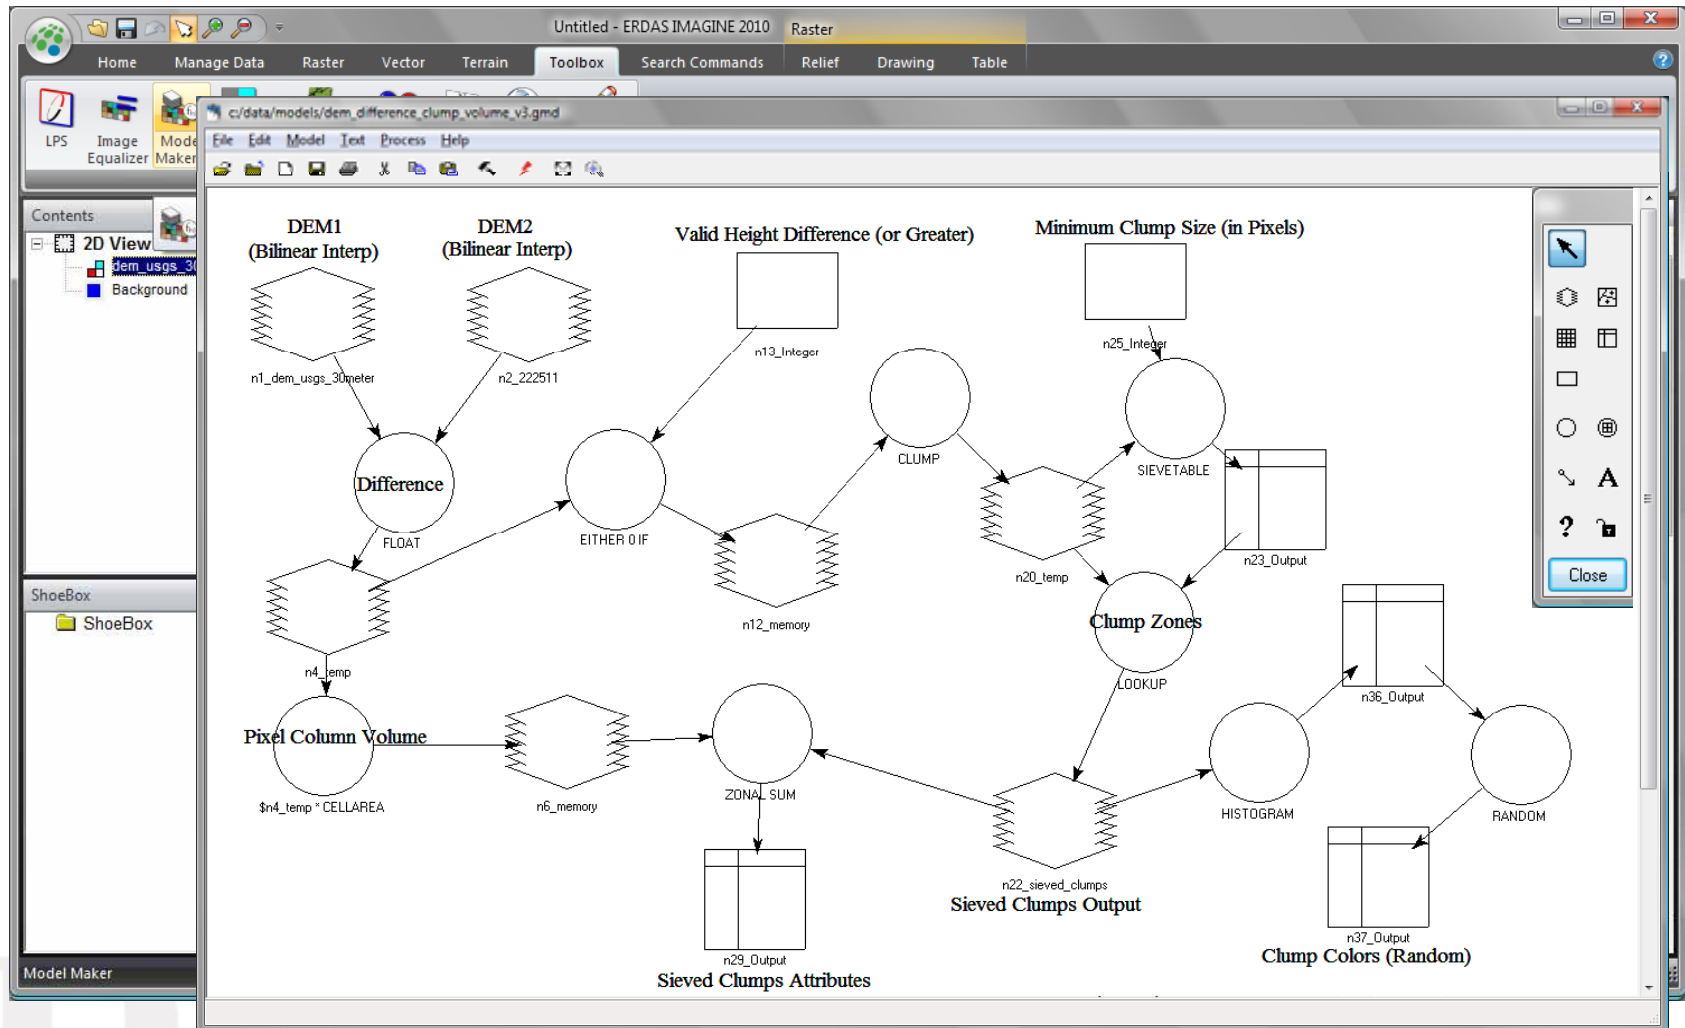 Untitled - ERDAS IMAGINE 2010
Raster
Home
Manage Data
Raster
Vector
Terrain
Toolbox
Search Commands
Relief
Drawing
Table
LPS
Image
Equalizer
Maker
c:/data/models/dem_difference_clump_volume_v3.gmd
File Edit Model Text Process Help
Contents
2D View
dem_usgs_30
Background
ShoeBox
ShoeBox
Model Maker
DEM1
(Bilinear Interp)
DEM2
(Bilinear Interp)
Valid Height Difference (or Greater)
Minimum Clump Size (in Pixels)
n1_dem_usgs_30meter
n2_222511
n13_Integer
n25_Integer
Difference
FLOAT
EITHER 0 IF
CLUMP
SIEVETABLE
n23_Output
n20_temp
n12_memory
n4_temp
Clump Zones
LOOKUP
n36_Output
Pixel Column Volume
$n4_temp * CELLAREA
n6_memory
ZONAL SUM
HISTOGRAM
RANDOM
n22_sieved_clumps
Sieved Clumps Output
n29_Output
Sieved Clumps Attributes
n37_Output
Clump Colors (Random)
A
?
Close